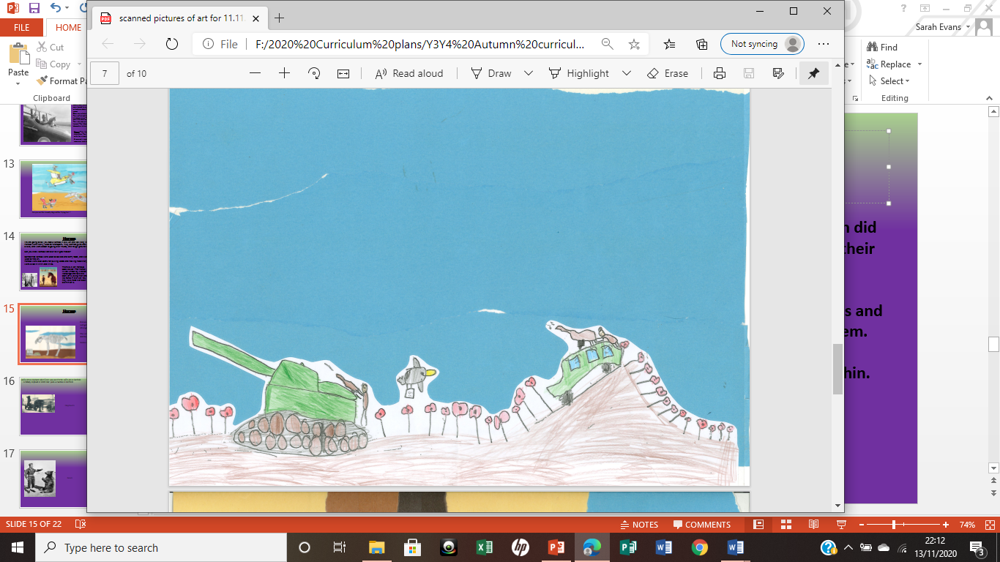 scanned pictures of art for 11.11
File
F:/2020%20Curriculum%20plans/Y3Y4%20Autumn%20curricul...
Not syncing
7
of 10
Read aloud
Draw
Highlight
Erase
FILE
HOME
Cut
Copy
Format Pa
Paste
Clipboard
Sarah Evans
Find
Replace
Select
Editing
13
14
15
16
17
Horses
Horses
n did
their
s and
em.
hin.
SLIDE 15 OF 22
NOTES
COMMENTS
74%
Type here to search
22:12
13/11/2020
3